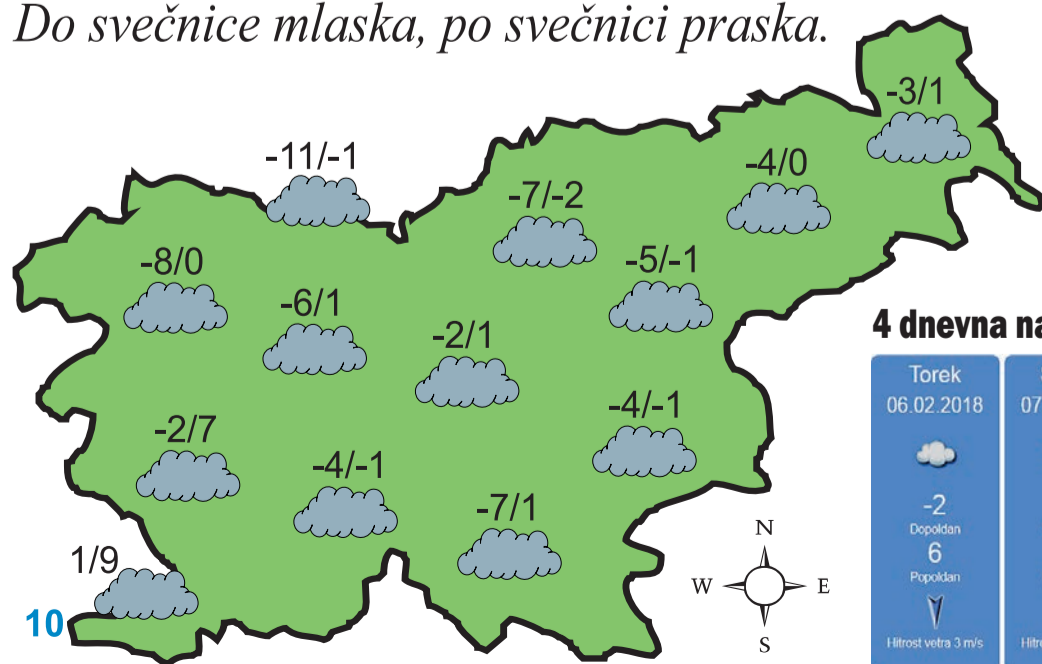 Do svečnice mlaska, po svečnici praska.
-3/1
-11/-1
-4/0
-7/-2
-8/0
-5/-1
-6/1
-2/1
-4/-1
-2/7
-4/-1
-7/1
1/9
10
N
W E
S
4 dnevna na
Torek
06.02.2018
07
-2
Dopoldan
6
Popoldan
Hitrost vetra 3 m/s
Hitro